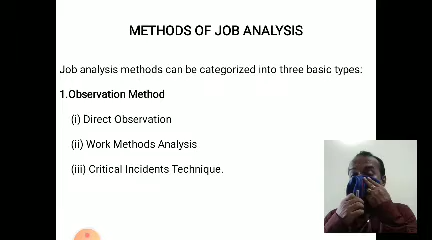 METHODS OF JOB ANALYSIS
Job analysis methods can be categorized into three basic types:
1.Observation Method
(i) Direct Observation
(ii) Work Methods Analysis
(iii) Critical Incidents Technique.